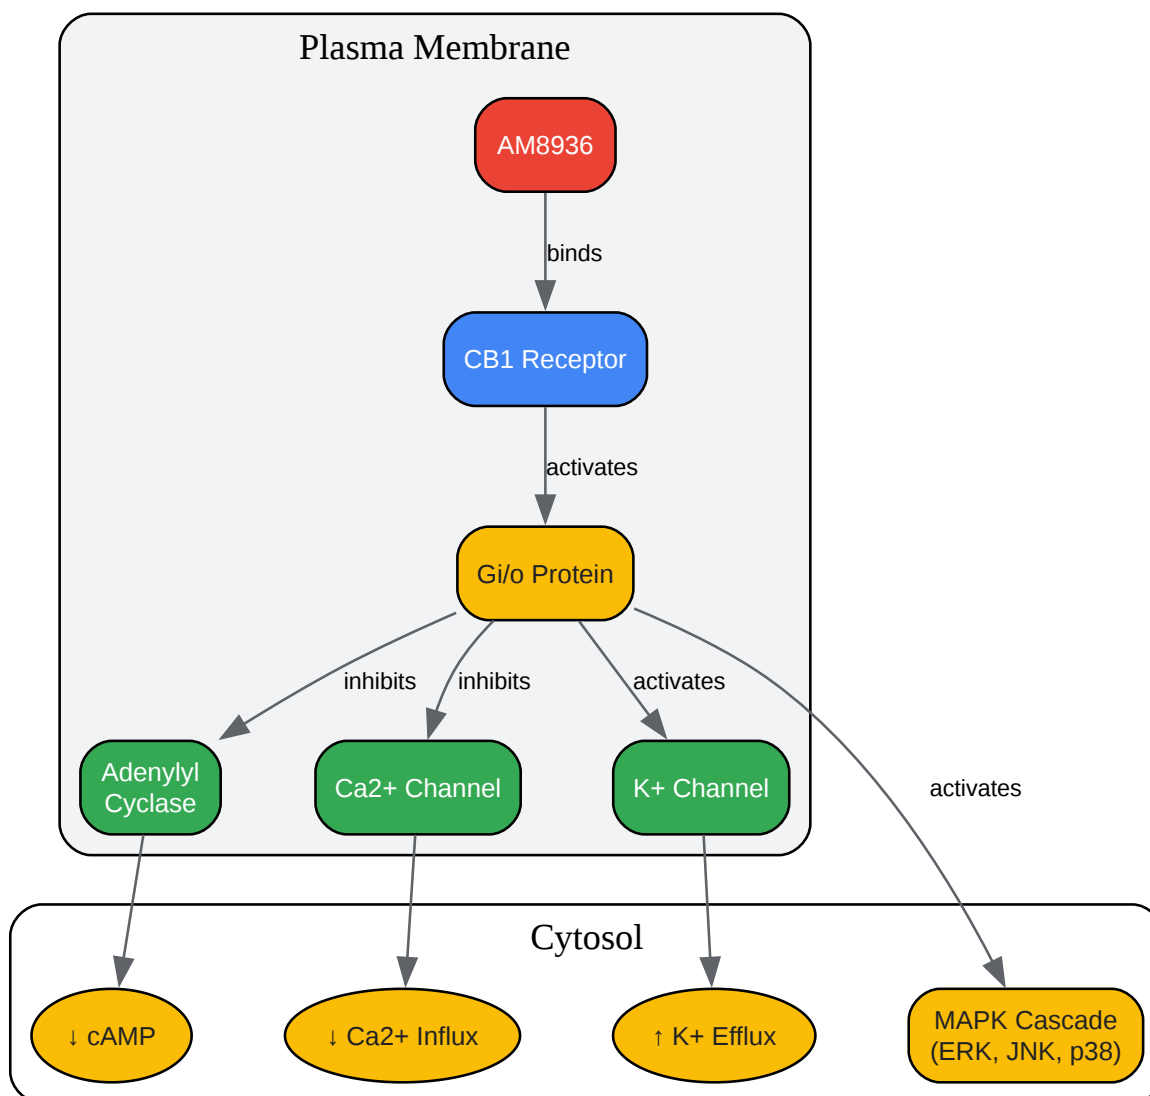 Plasma Membrane
AM8936
binds
CB1 Receptor
activates
Gi/o Protein
inhibits
inhibits
activates
activates
Adenylyl
Cyclase
Ca2+ Channel
K+ Channel
Cytosol
↓ cAMP
↓ Ca2+ Influx
↑ K+ Efflux
MAPK Cascade
(ERK, JNK, p38)